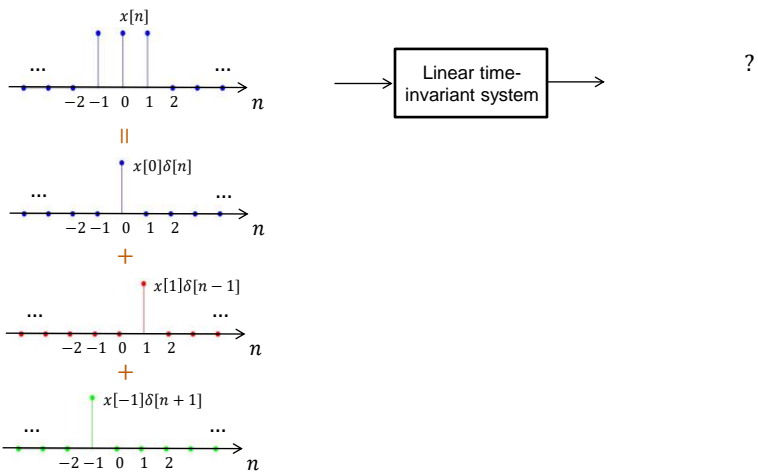 x[n]
... ...
−2 −1 0 1 2 n
=
x[0]δ[n]
... ...
−2 −1 0 1 2 n
+
x[1]δ[n − 1]
... ...
−2 −1 0 1 2 n
+
x[−1]δ[n + 1]
... ...
−2 −1 0 1 2 n
Linear time-
invariant system
?